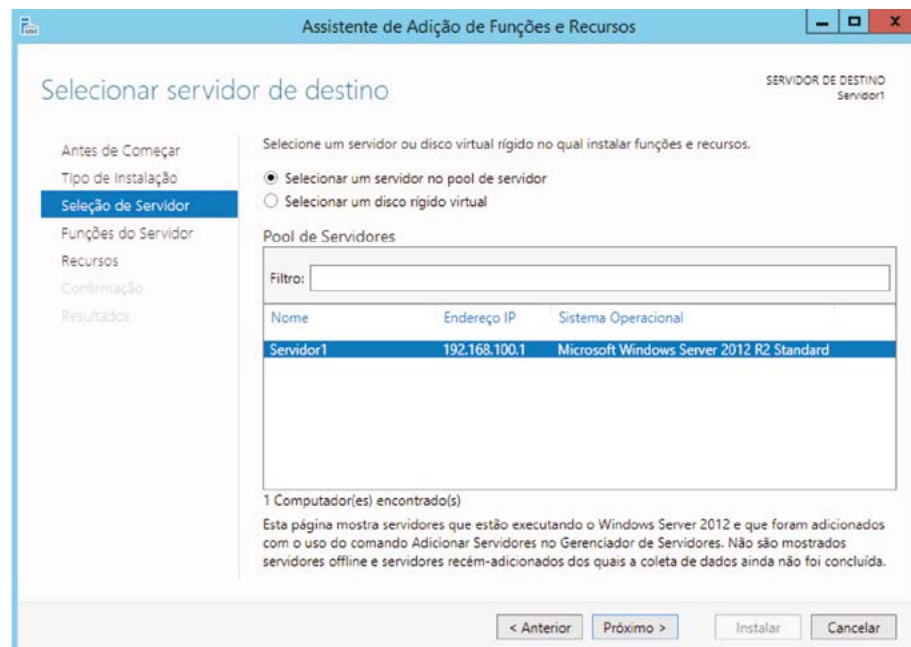 Assistente de Adição de Funções e Recursos
Selecionar servidor de destino
SERVIDOR DE DESTINO
Servidor1
Antes de Começar
Tipo de Instalação
Seleção de Servidor
Funções do Servidor
Recursos
Confirmação
Resultados
Selecione um servidor ou disco virtual rígido no qual instalar funções e recursos.
Selecionar um servidor no pool de servidor
Selecionar um disco rígido virtual
Pool de Servidores
Filtro:
Nome Endereço IP Sistema Operacional
Servidor1 192.168.100.1 Microsoft Windows Server 2012 R2 Standard
1 Computador(es) encontrado(s)
Esta página mostra servidores que estão executando o Windows Server 2012 e que foram adicionados
com o uso do comando Adicionar Servidores no Gerenciador de Servidores. Não são mostrados
servidores offline e servidores recém-adicionados dos quais a coleta de dados ainda não foi concluída.
< Anterior Próximo > Instalar Cancelar